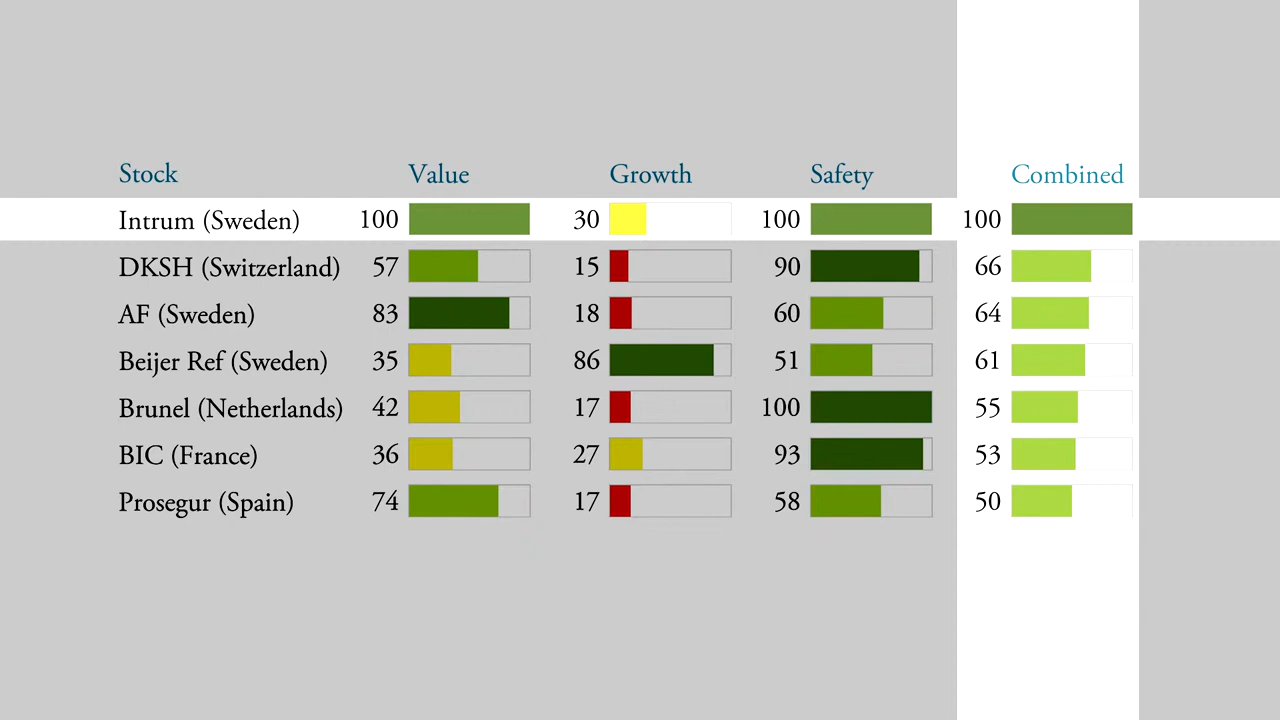 Stock Value Growth Safety Combined
Intrum (Sweden) 100 30 100 100
DKSH (Switzerland) 57 15 90 66
AF (Sweden) 83 18 60 64
Beijer Ref (Sweden) 35 86 51 61
Brunel (Netherlands) 42 17 100 55
BIC (France) 36 27 93 53
Prosegur (Spain) 74 17 58 50